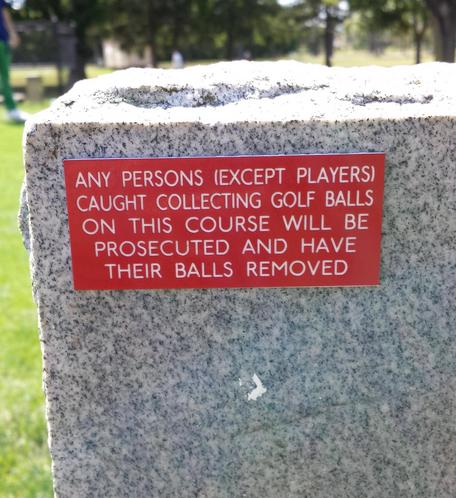 ANY PERSONS (EXCEPT PLAYERS)
CAUGHT COLLECTING GOLF BALLS
ON THIS COURSE WILL BE
PROSECUTED AND HAVE
THEIR BALLS REMOVED